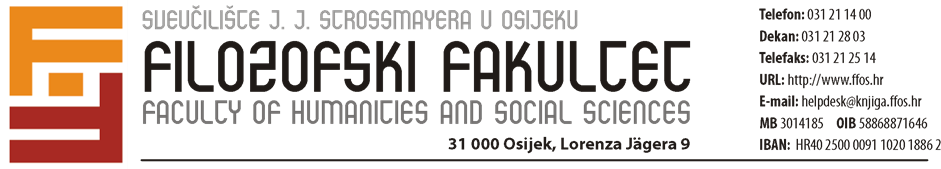 SVEUČILIŠTE J. J. STROSSMAYERA U OSIJEKU
FILOZOFSKI FAKULTET
FACULTY OF HUMANITIES AND SOCIAL SCIENCES
31 000 Osijek, Lorenza Jägera 9
Telefon: 031 21 14 00
Dekan: 031 21 28 03
Telefaks: 031 21 25 14
URL: http://www.ffos.hr
E-mail: helpdesk@knjiga.ffos.hr
MB 3014185 OIB 58868871646
IBAN: HR40 2500 0091 1020 1886 2